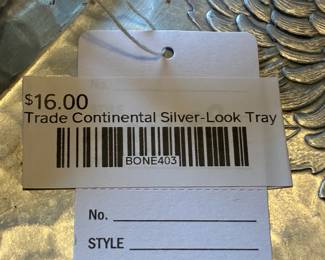 $16.00
Trade Continental Silver-Look Tray
BONE403
No.
STYLE